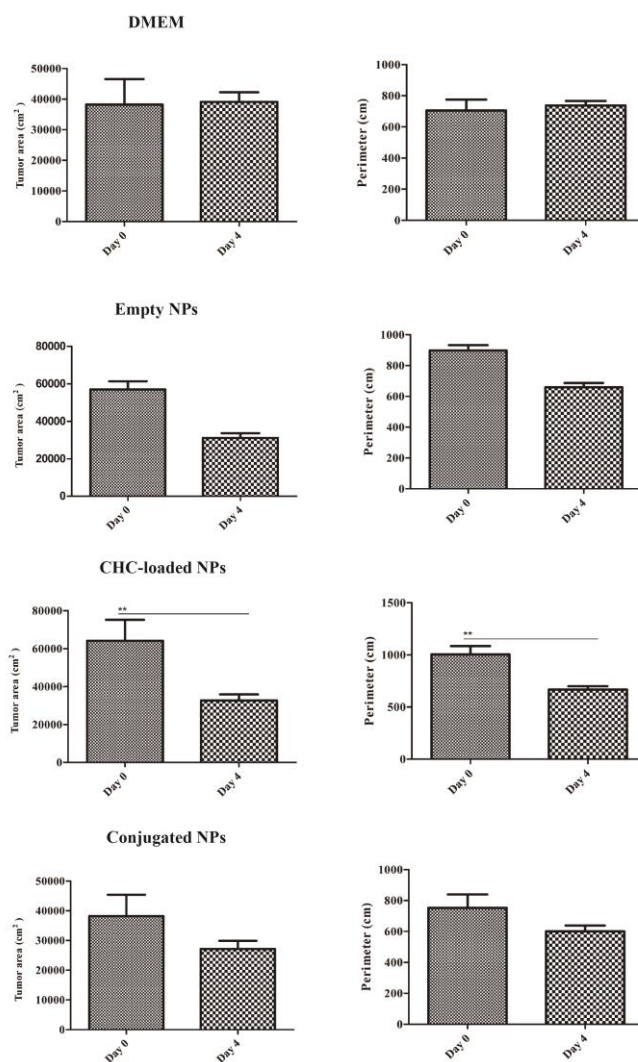 DMEM
50000
40000
30000
20000
10000
0
Tumor area (cm²)
Day 0
Day 4
1000
800
600
400
200
0
Perimeter (cm)
Day 0
Day 4
Empty NPs
80000
60000
40000
20000
0
Tumor area (cm²)
Day 0
Day 4
1000
800
600
400
200
0
Perimeter (cm)
Day 0
Day 4
CHC-loaded NPs
80000
60000
40000
20000
0
Tumor area (cm²)
**
Day 0
Day 4
1500
1000
500
0
Perimeter (cm)
**
Day 0
Day 4
Conjugated NPs
50000
40000
30000
20000
10000
0
Tumor area (cm²)
Day 0
Day 4
1000
800
600
400
200
0
Perimeter (cm)
Day 0
Day 4